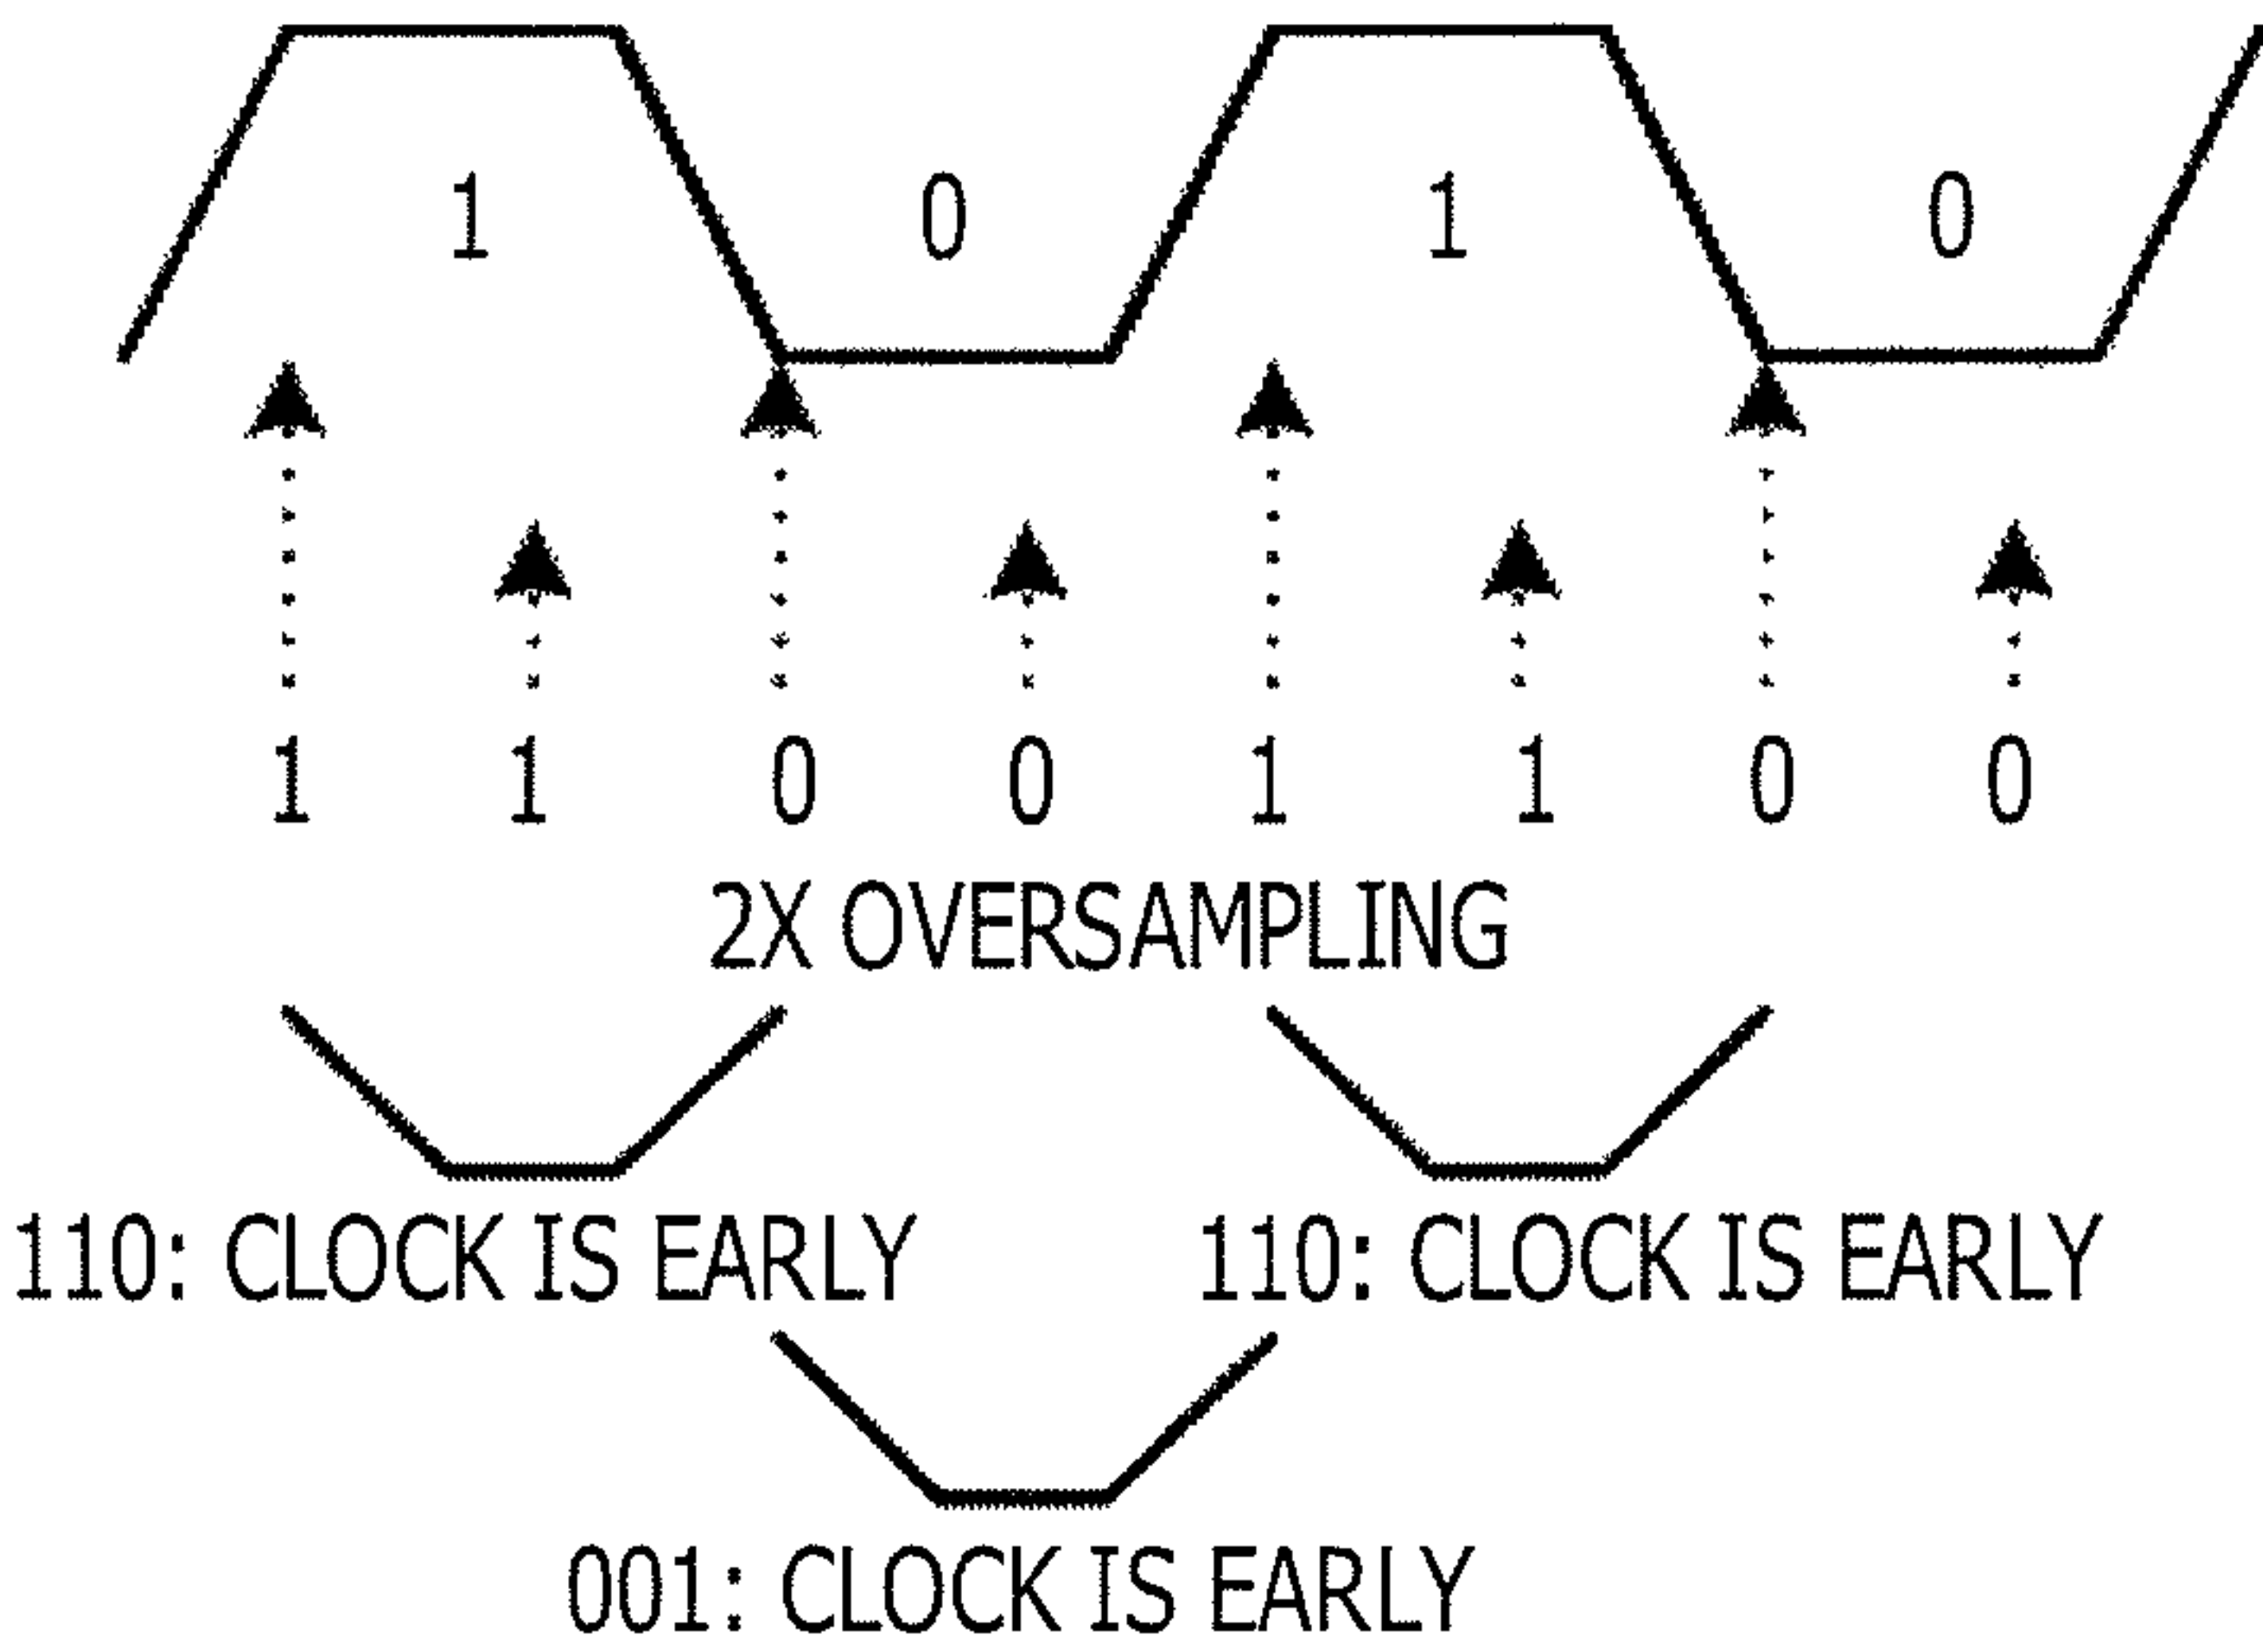 1 0 1 0
1 1 0 0 1 1 0 0
2X OVERSAMPLING
110: CLOCK IS EARLY 110: CLOCK IS EARLY
001: CLOCK IS EARLY